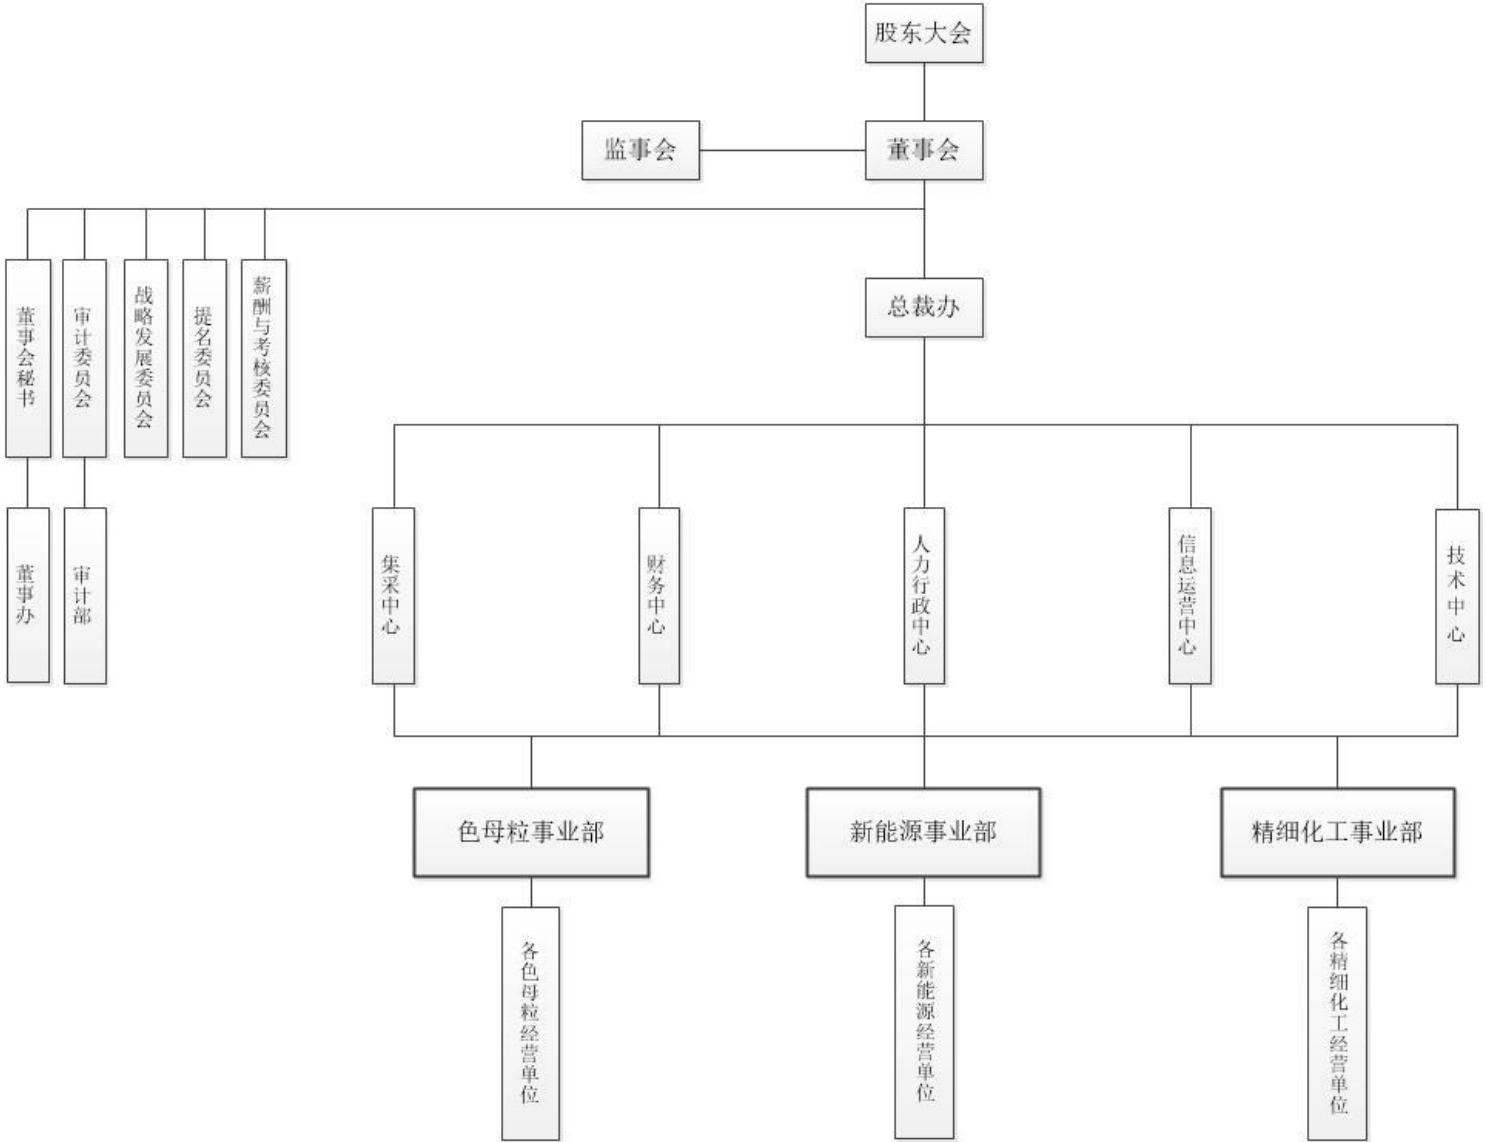 股东大会
监事会
董事会
总裁办
董事会秘书
审计委员会
战略发展委员会
提名委员会
薪酬与考核委员会
董事办
审计部
集采中心
财务中心
人力行政中心
信息运营中心
技术中心
色母粒事业部
新能源事业部
精细化工事业部
各色母粒经营单位
各新能源经营单位
各精细化工经营单位